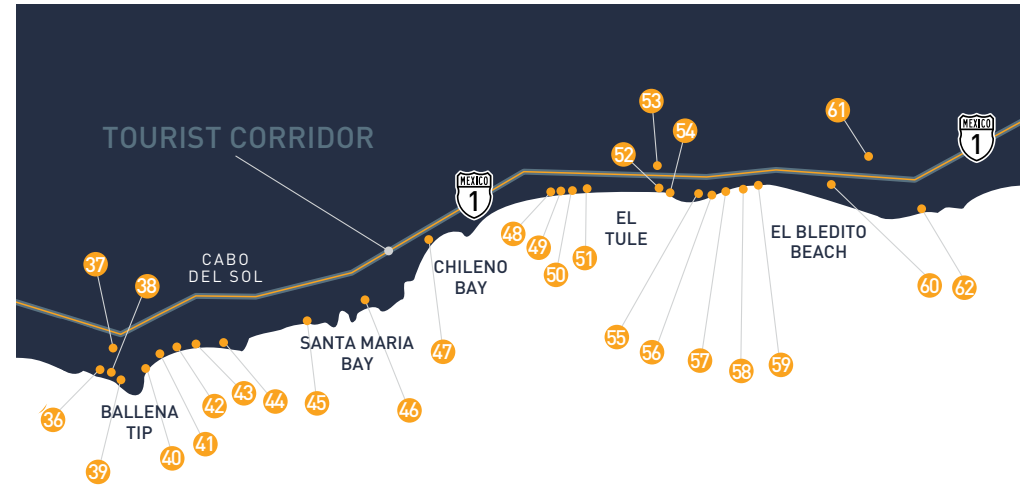 TOURIST CORRIDOR
MEXICO
1
MEXICO
1
53
61
54
52
37
38
CABO
DEL SOL
48
49
50
51
EL
TULE
EL BLEDITO
BEACH
CHILENO
BAY
60
62
SANTA MARIA
BAY
55
56
57
58
59
47
36
BALLENA
TIP
39
40
41
42
43
44
45
46